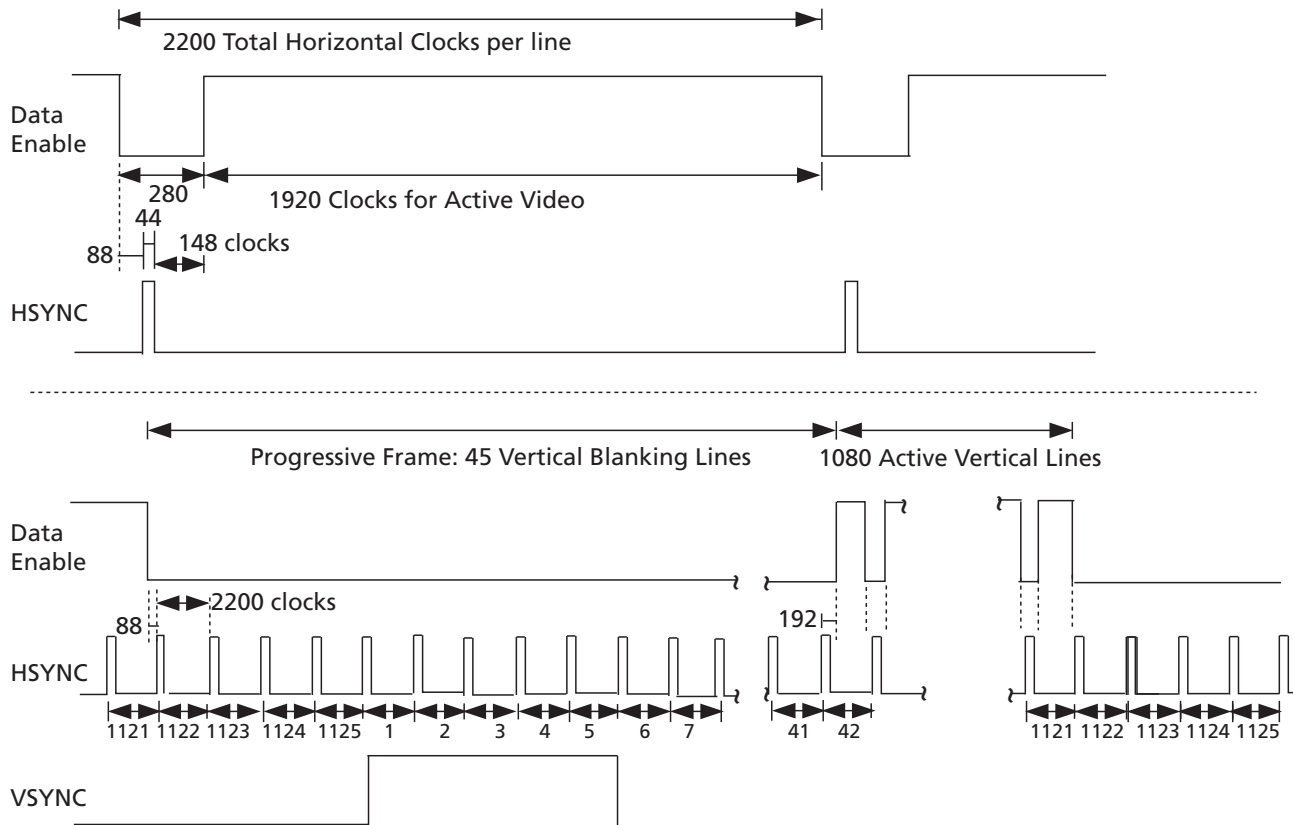 2200 Total Horizontal Clocks per line
Data
Enable
280
1920 Clocks for Active Video
44
148 clocks
88
HSYNC
Progressive Frame: 45 Vertical Blanking Lines
1080 Active Vertical Lines
Data
Enable
2200 clocks
88
192
HSYNC
1121 1122 1123 1124 1125 1 2 3 4 5 6 7 41 42 1121 1122 1123 1124 1125
VSYNC